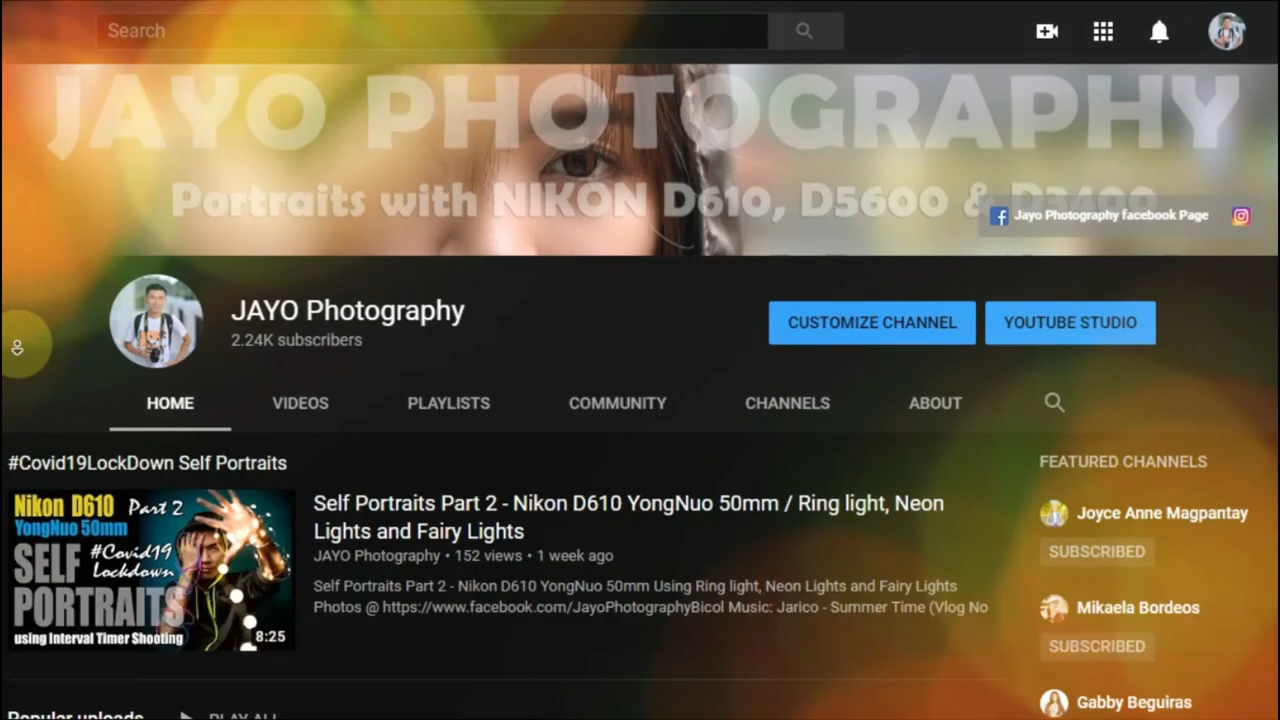 Search
JAYO PHOTOGRAPHY
Portraits with NIKON D610, D5600 & D3400
Jayo Photography facebook Page
JAYO Photography
2.24K subscribers
CUSTOMIZE CHANNEL
YOUTUBE STUDIO
HOME
VIDEOS
PLAYLISTS
COMMUNITY
CHANNELS
ABOUT
#Covid19LockDown Self Portraits
Nikon D610 Part 2
YongNuo 50mm
SELF #Covid19
Lockdown
PORTRAITS
using Interval Timer Shooting
8:25
Self Portraits Part 2 - Nikon D610 YongNuo 50mm / Ring light, Neon
Lights and Fairy Lights
JAYO Photography • 152 views • 1 week ago
Self Portraits Part 2 - Nikon D610 YongNuo 50mm Using Ring light, Neon Lights and Fairy Lights
Photos @ https://www.facebook.com/JayoPhotographyBicol Music: Jarico - Summer Time (Vlog No
FEATURED CHANNELS
Joyce Anne Magpantay
SUBSCRIBED
Mikaela Bordeos
SUBSCRIBED
Gabby Beguiras
Popular uploads
PLAY ALL